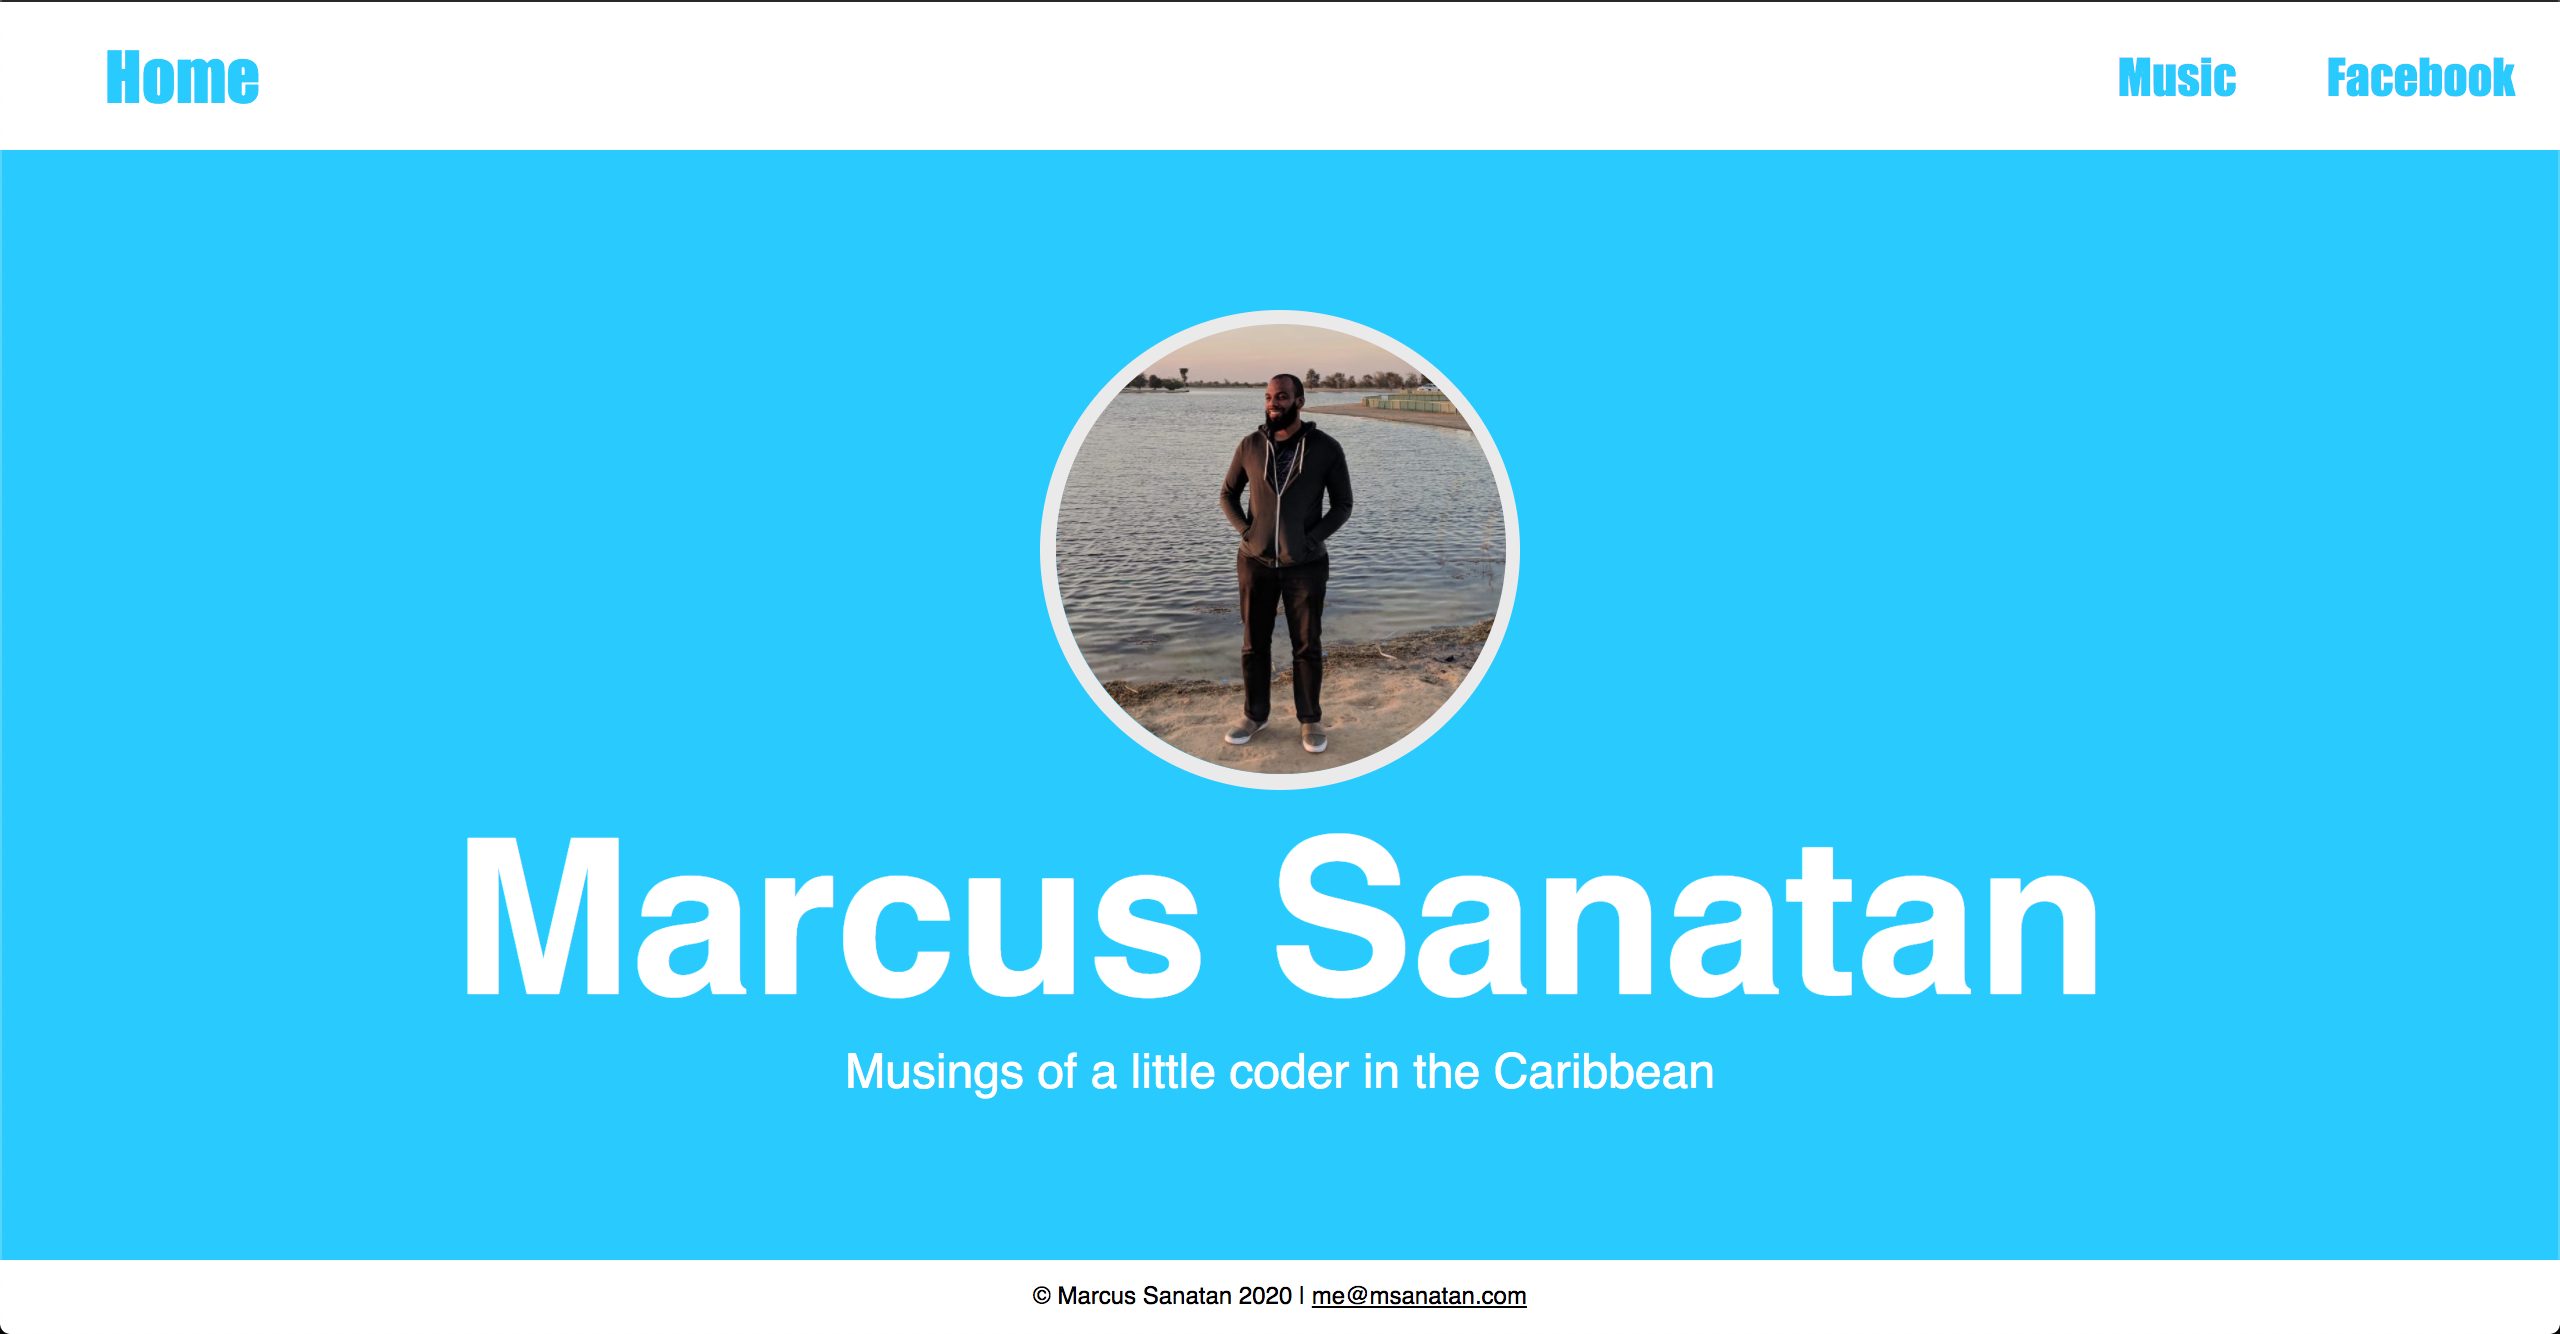 Home Music Facebook
Marcus Sanatan
Musings of a little coder in the Caribbean
© Marcus Sanatan 2020 | me@msanatan.com